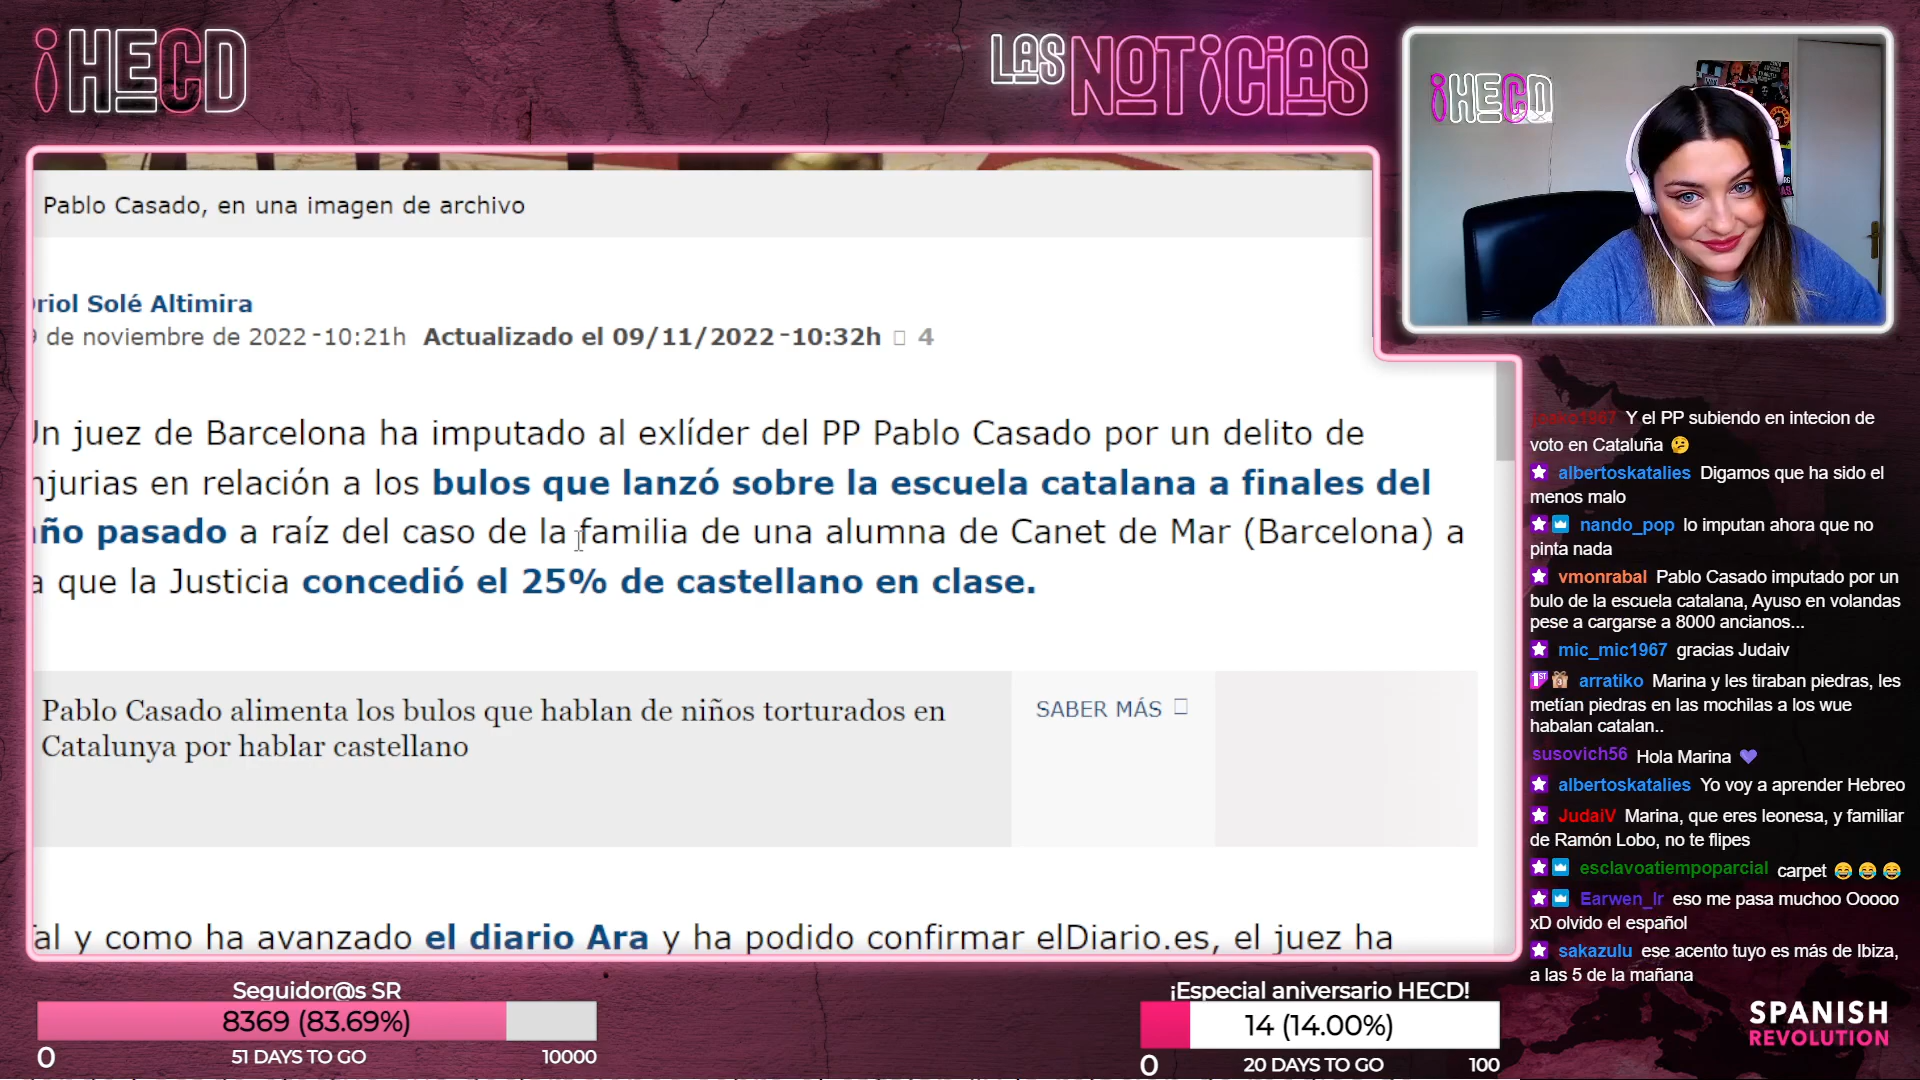 ¡HECD
LAS NOTICIAS
¡HECD
Pablo Casado, en una imagen de archivo
riol Solé Altimira
de noviembre de 2022 - 10:21h Actualizado el 09/11/2022 - 10:32h 4
Un juez de Barcelona ha imputado al exlíder del PP Pablo Casado por un delito de
njurias en relación a los bulos que lanzó sobre la escuela catalana a finales del
año pasado a raíz del caso de la familia de una alumna de Canet de Mar (Barcelona) a
a que la Justicia concedió el 25% de castellano en clase.
Pablo Casado alimenta los bulos que hablan de niños torturados en
Catalunya por hablar castellano
SABER MÁS
al y como ha avanzado el diario Ara y ha podido confirmar elDiario.es, el juez ha
Y el PP subiendo en intecion de
voto en Cataluña 🤔
albertoskatalies Digamos que ha sido el
menos malo
nando_pop lo imputan ahora que no
pinta nada
vmonrabal Pablo Casado imputado por un
bulo de la escuela catalana, Ayuso en volandas
pese a cargarse a 8000 ancianos...
mic_mic1967 gracias Judaiv
1ST arratiko Marina y les tiraban piedras, les
metían piedras en las mochilas a los wue
habalan catalan..
susovich56 Hola Marina 💜
albertoskatalies Yo voy a aprender Hebreo
JudaiV Marina, que eres leonesa, y familiar
de Ramón Lobo, no te flipes
esclavoatiempoparcial carpet 😂 😂 😂
Earwen_Ir eso me pasa muchoo Ooooo
xD olvido el español
sakazulu ese acento tuyo es más de Ibiza,
a las 5 de la mañana
Seguidor@s SR
8369 (83.69%)
0 51 DAYS TO GO 10000
¡Especial aniversario HECD!
14 (14.00%)
0 20 DAYS TO GO 100
SPANISH
REVOLUTION